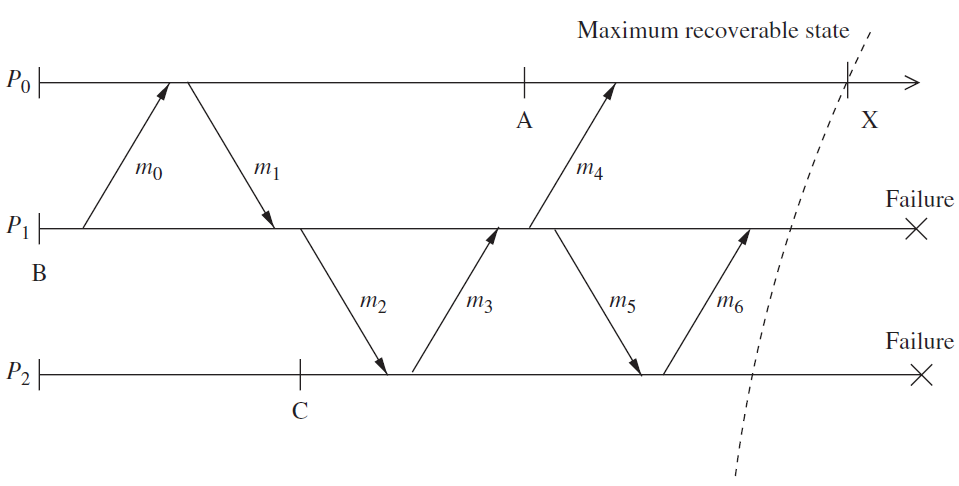 Maximum recoverable state
P0
A
X
m0
m1
m4
Failure
P1
B
m2
m3
m5
m6
Failure
P2
C